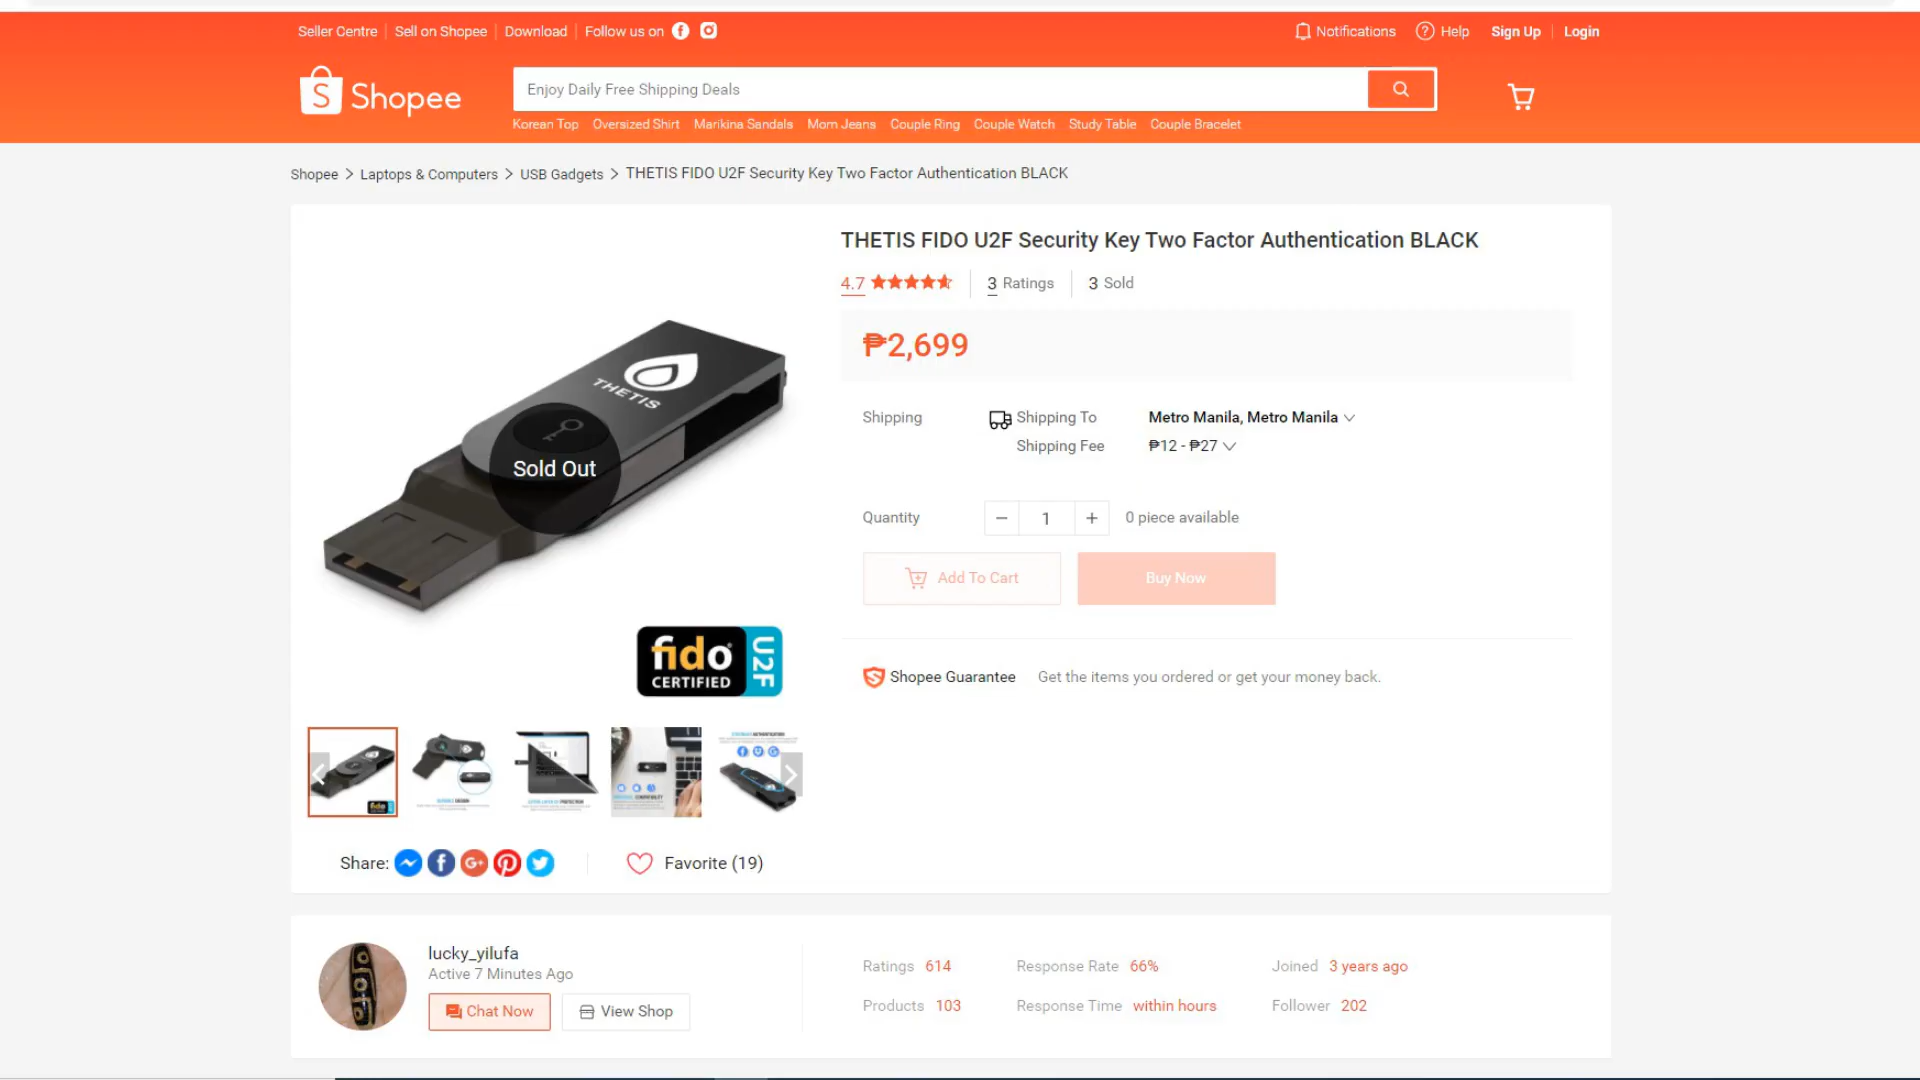 Seller Centre
Sell on Shopee
Download
Follow us on
Notifications
Help
Sign Up
Login
Shopee
Enjoy Daily Free Shipping Deals
Korean Top
Oversized Shirt
Marikina Sandals
Mom Jeans
Couple Ring
Couple Watch
Study Table
Couple Bracelet
Shopee > Laptops & Computers > USB Gadgets > THETIS FIDO U2F Security Key Two Factor Authentication BLACK
THETIS
Sold Out
fido
CERTIFIED
U2F
THETIS FIDO U2F Security Key Two Factor Authentication BLACK
4.7
3 Ratings
3 Sold
₱2,699
Shipping
Shipping To
Metro Manila, Metro Manila
Shipping Fee
₱12 - ₱27
Quantity
− 1 +
0 piece available
Add To Cart
Buy Now
Shopee Guarantee
Get the items you ordered or get your money back.
Share:
Favorite (19)
lucky_yilufa
Active 7 Minutes Ago
Chat Now
View Shop
Ratings 614
Response Rate 66%
Joined 3 years ago
Products 103
Response Time within hours
Follower 202